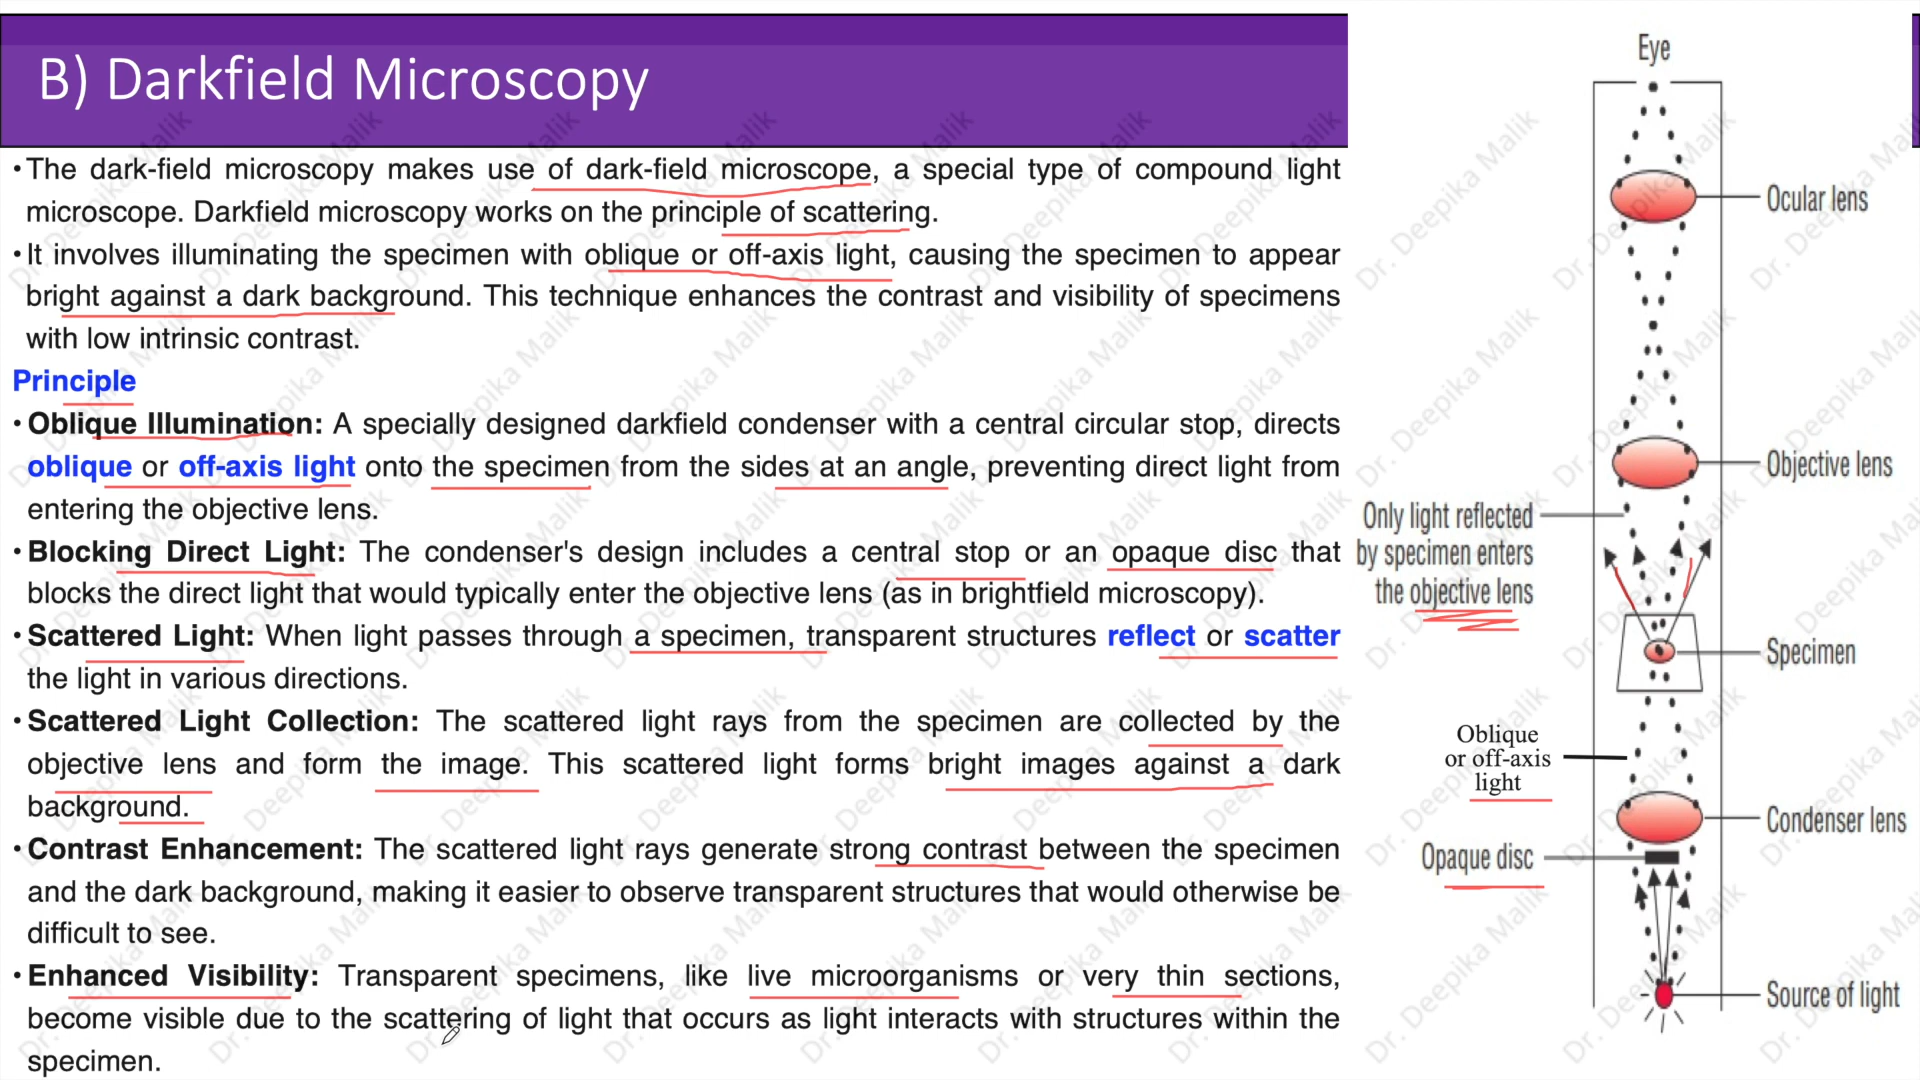 B) Darkfield Microscopy
•The dark-field microscopy makes use of dark-field microscope, a special type of compound light
microscope. Darkfield microscopy works on the principle of scattering.
•It involves illuminating the specimen with oblique or off-axis light, causing the specimen to appear
bright against a dark background. This technique enhances the contrast and visibility of specimens
with low intrinsic contrast.
Principle
•Oblique Illumination: A specially designed darkfield condenser with a central circular stop, directs
oblique or off-axis light onto the specimen from the sides at an angle, preventing direct light from
entering the objective lens.
•Blocking Direct Light: The condenser's design includes a central stop or an opaque disc that
blocks the direct light that would typically enter the objective lens (as in brightfield microscopy).
•Scattered Light: When light passes through a specimen, transparent structures reflect or scatter
the light in various directions.
•Scattered Light Collection: The scattered light rays from the specimen are collected by the
objective lens and form the image. This scattered light forms bright images against a dark
background.
•Contrast Enhancement: The scattered light rays generate strong contrast between the specimen
and the dark background, making it easier to observe transparent structures that would otherwise be
difficult to see.
•Enhanced Visibility: Transparent specimens, like live microorganisms or very thin sections,
become visible due to the scattering of light that occurs as light interacts with structures within the
specimen.
Eye
Ocular lens
Objective lens
Only light reflected
by specimen enters
the objective lens
Specimen
Oblique
or off-axis
light
Condenser lens
Opaque disc
Source of light
Dr. Deepika Malik